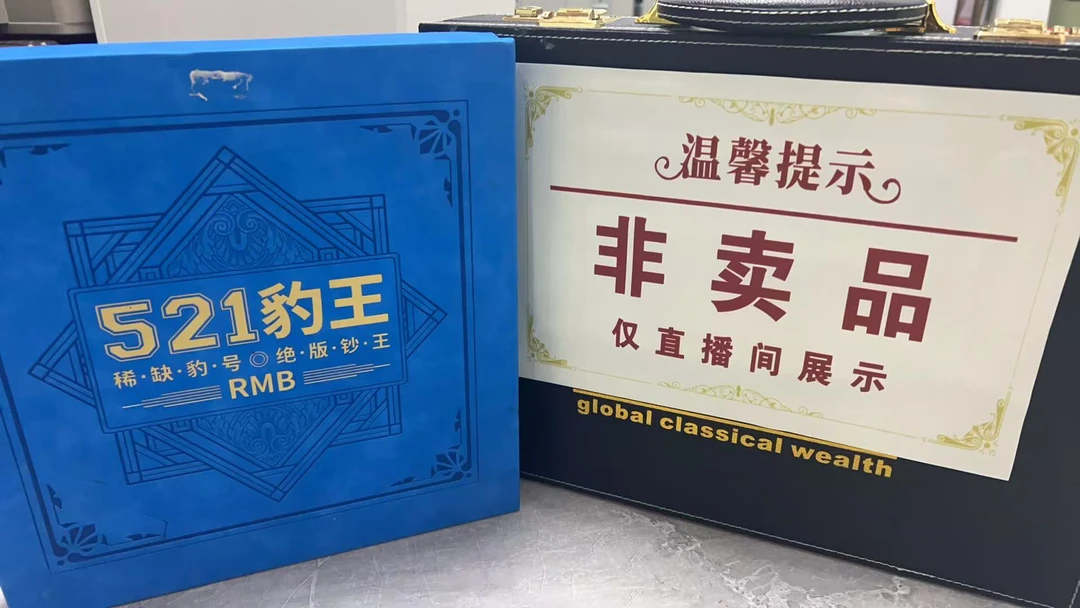 521豹王
稀·缺·豹·号◎绝·版·钞·王
RMB
温馨提示
非卖品
仅直播间展示
global classical wealth